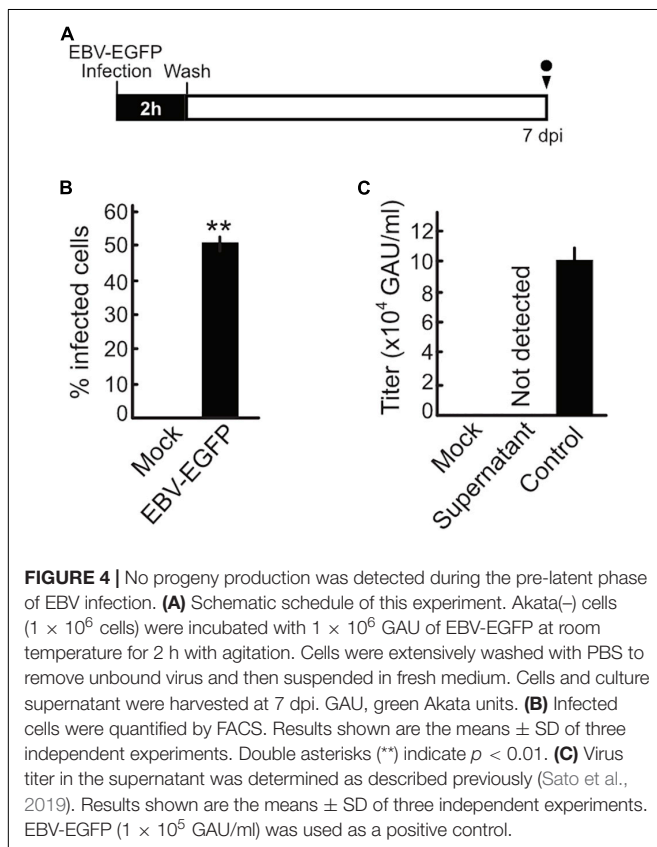 A
EBV-EGFP
Infection Wash
2h
7 dpi
B
% infected cells
60
50
40
30
20
10
0
**
Mock
EBV-EGFP
C
Titer (x10⁴ GAU/ml)
12
10
8
6
4
2
0
Not detected
Mock
Supernatant
Control
FIGURE 4 | No progeny production was detected during the pre-latent phase
of EBV infection. (A) Schematic schedule of this experiment. Akata(–) cells
(1 × 10⁶ cells) were incubated with 1 × 10⁶ GAU of EBV-EGFP at room
temperature for 2 h with agitation. Cells were extensively washed with PBS to
remove unbound virus and then suspended in fresh medium. Cells and culture
supernatant were harvested at 7 dpi. GAU, green Akata units. (B) Infected
cells were quantified by FACS. Results shown are the means ± SD of three
independent experiments. Double asterisks (**) indicate p < 0.01. (C) Virus
titer in the supernatant was determined as described previously (Sato et al.,
2019). Results shown are the means ± SD of three independent experiments.
EBV-EGFP (1 × 10⁵ GAU/ml) was used as a positive control.